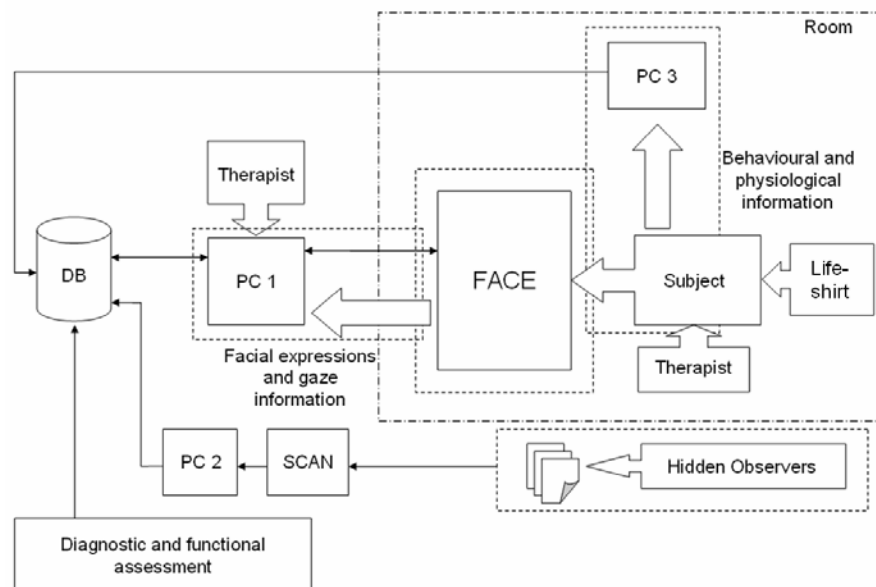 Room
PC 3
Behavioural and
physiological
information
Therapist
DB
PC 1
FACE
Subject
Life-
shirt
Facial expressions
and gaze
information
Therapist
PC 2
SCAN
Hidden Observers
Diagnostic and functional
assessment